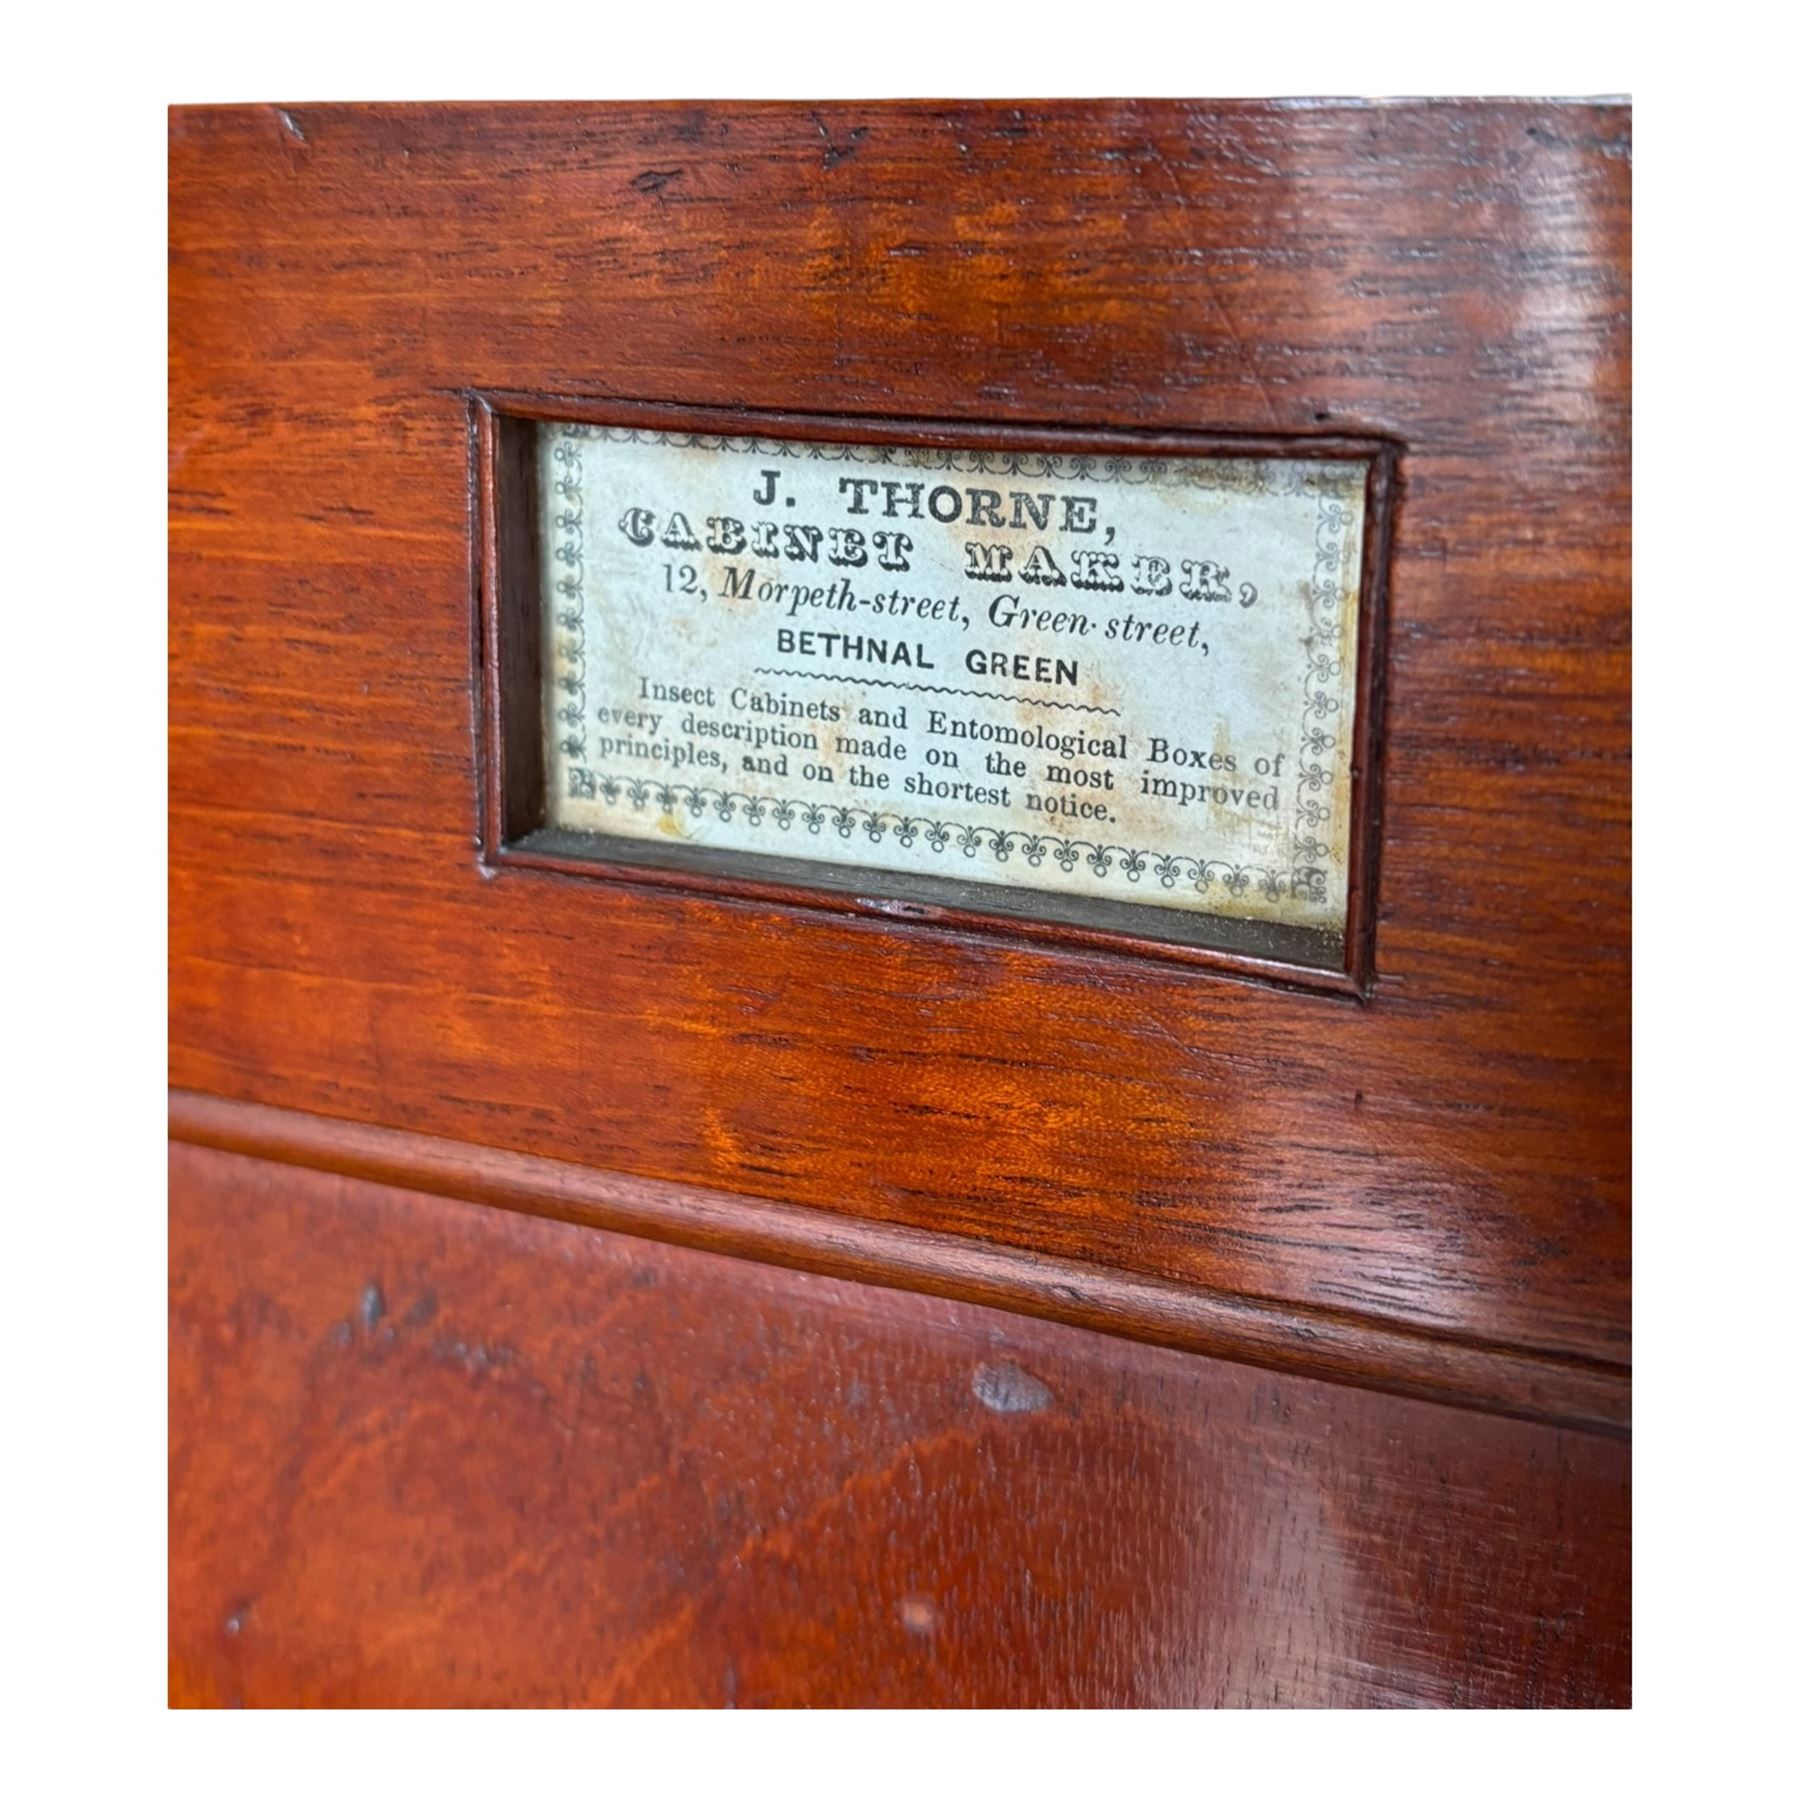 J. THORNE,
CABINET MAKER,
12, Morpeth-street, Green-street,
BETHNAL GREEN
Insect Cabinets and Entomological Boxes of
every description made on the most improved
principles, and on the shortest notice.